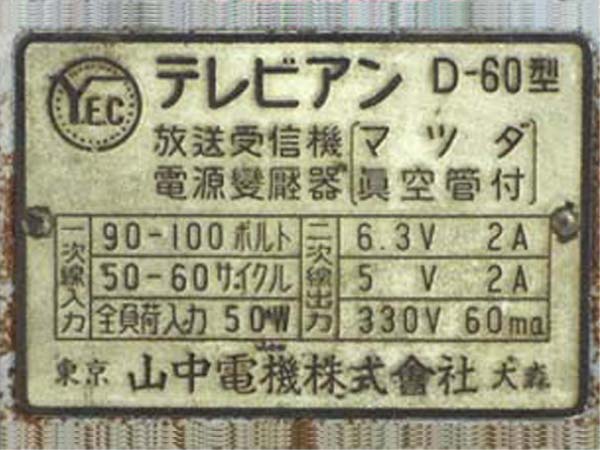 YEC テレビアン D-60型
放送受信機 マツダ
電源變壓器 眞空管付
一次線入力 90-100ボルト 二次線出力 6.3V 2A
50-60サイクル 5 V 2A
全負荷入力 50W 330V 60ma
東京 山中電機株式會社 大森